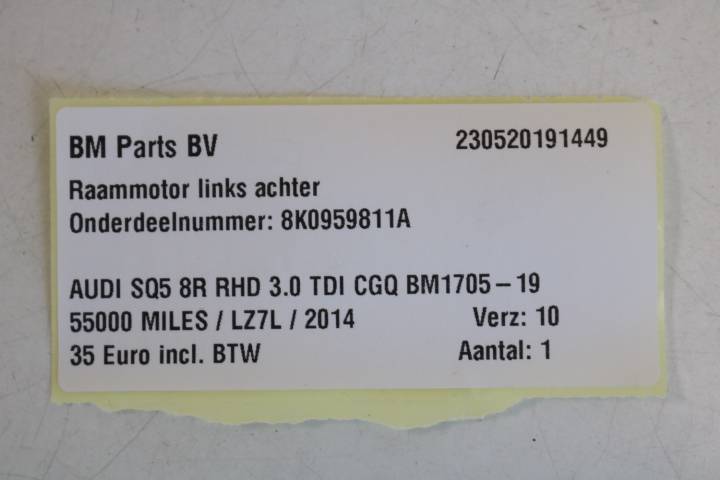 BM Parts BV 230520191449
Raammotor links achter
Onderdeelnummer: 8K0959811A
AUDI SQ5 8R RHD 3.0 TDI CGQ BM1705-19
55000 MILES / LZ7L / 2014 Verz: 10
35 Euro incl. BTW Aantal: 1